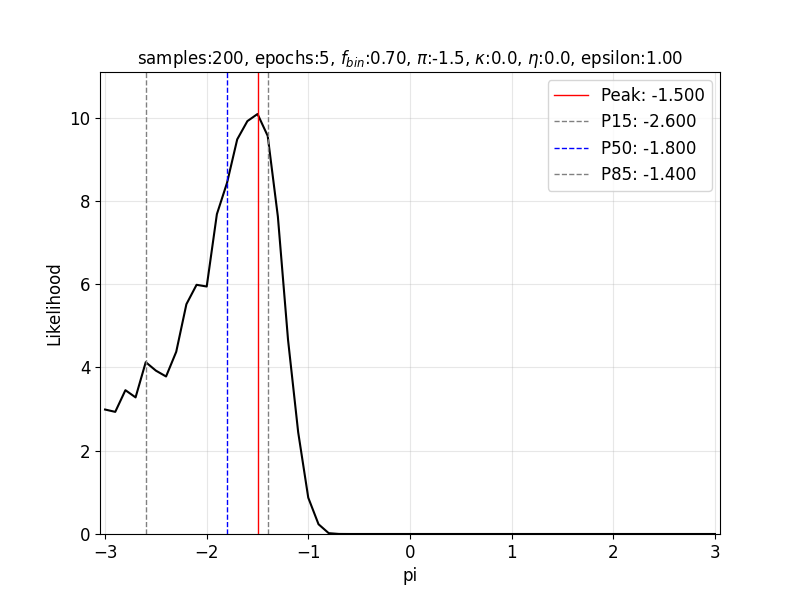 samples:200, epochs:5, f_bin:0.70, π:-1.5, κ:0.0, η:0.0, epsilon:1.00
Peak: -1.500
P15: -2.600
P50: -1.800
P85: -1.400
10
8
6
4
2
0
Likelihood
−3 −2 −1 0 1 2 3
pi